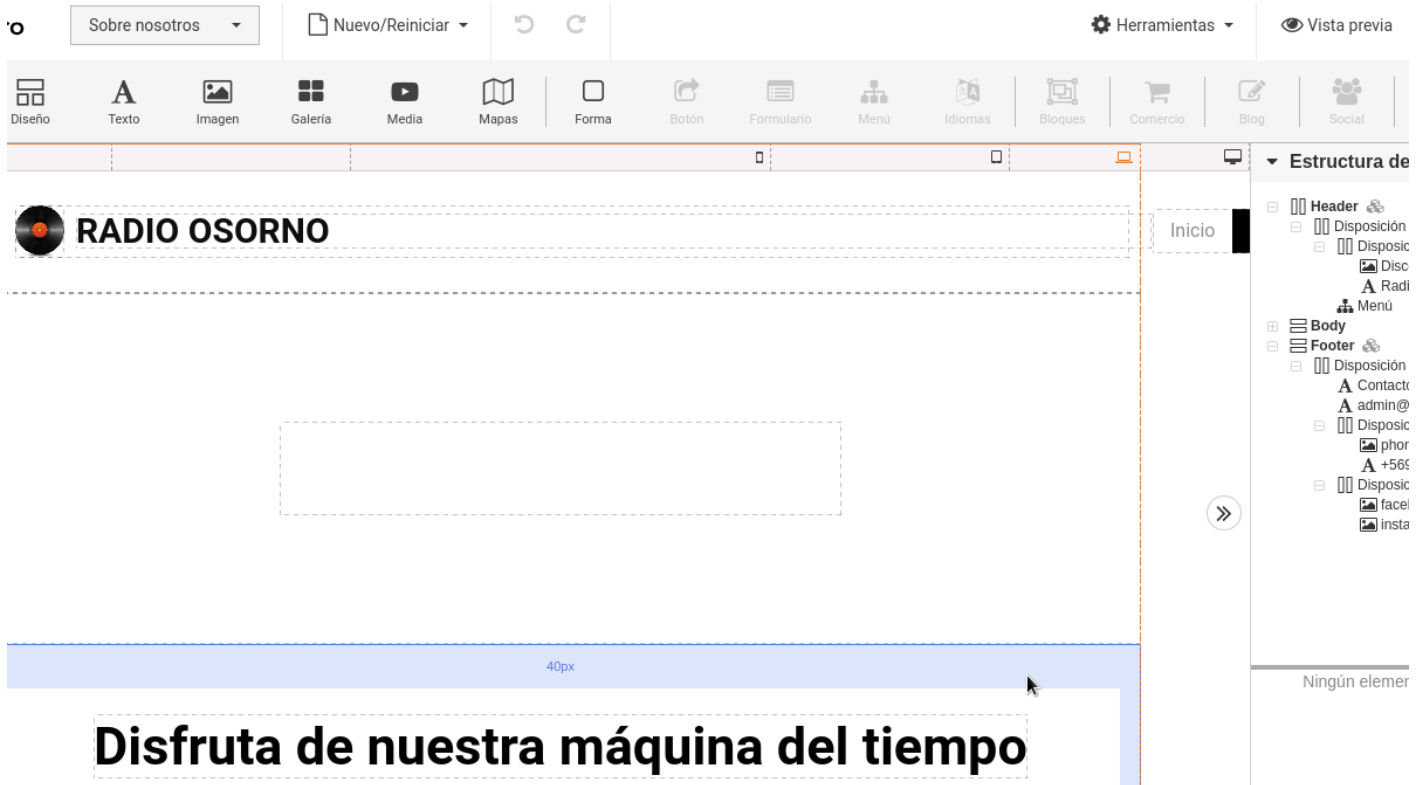 Sobre nosotros
Nuevo/Reiniciar
Herramientas
Vista previa
Diseño
Texto
Imagen
Galería
Media
Mapas
Forma
Botón
Formulario
Menú
Idiomas
Bloques
Comercio
Blog
Social
Estructura de
RADIO OSORNO
Inicio
Header
Disposición
Disposic
Disc
Radi
Menú
Body
Footer
Disposición
Contacto
admin@
Disposic
phon
+569
Disposic
face
insta
40px
Ningún elemen
Disfruta de nuestra máquina del tiempo